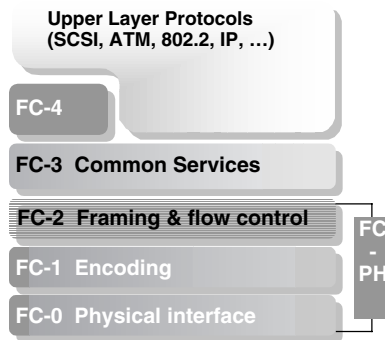 Upper Layer Protocols
(SCSI, ATM, 802.2, IP, …)
FC-4
FC-3 Common Services
FC-2 Framing & flow control
FC-1 Encoding
FC-0 Physical interface
FC
-
PH